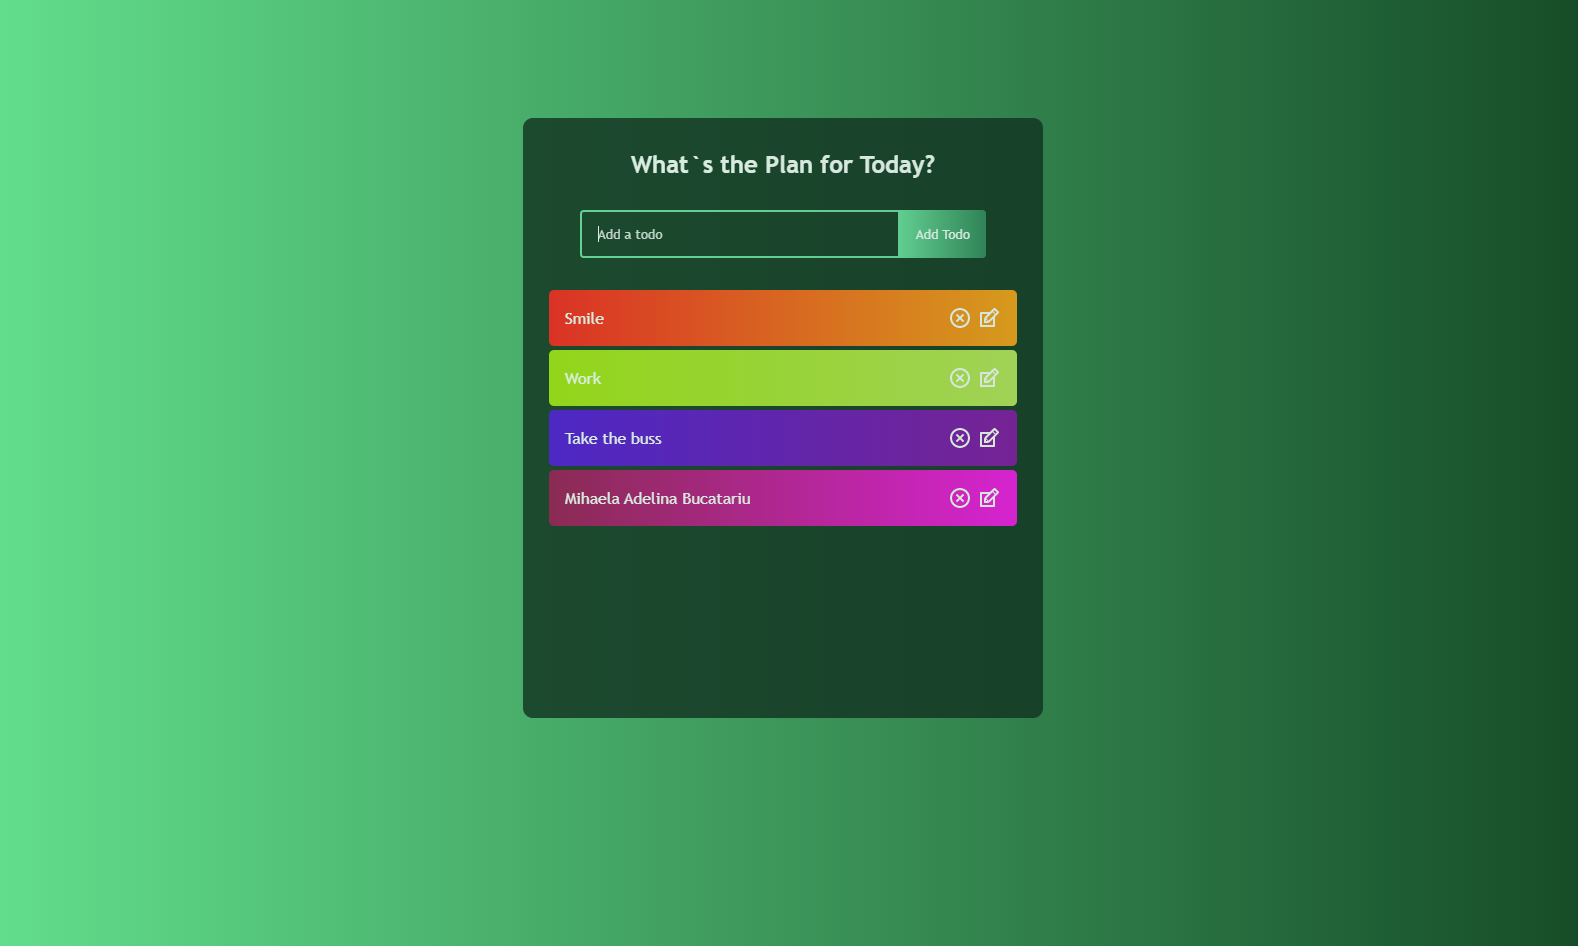 What`s the Plan for Today?
Add a todo
Add Todo
Smile
Work
Take the buss
Mihaela Adelina Bucatariu